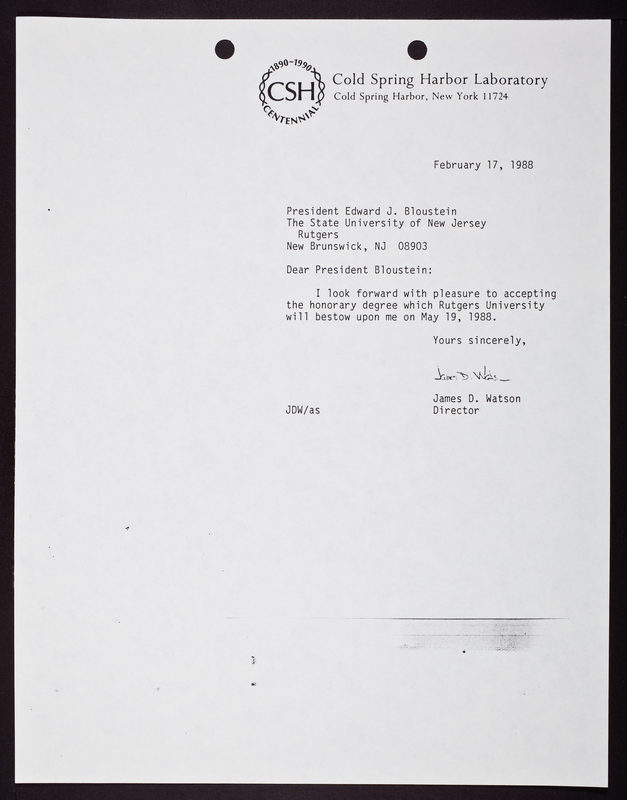 1890-1990
CSH
CENTENNIAL
Cold Spring Harbor Laboratory
Cold Spring Harbor, New York 11724
February 17, 1988
President Edward J. Bloustein
The State University of New Jersey
Rutgers
New Brunswick, NJ 08903
Dear President Bloustein:
I look forward with pleasure to accepting
the honorary degree which Rutgers University
will bestow upon me on May 19, 1988.
Yours sincerely,
James D. Watson
James D. Watson
JDW/as Director